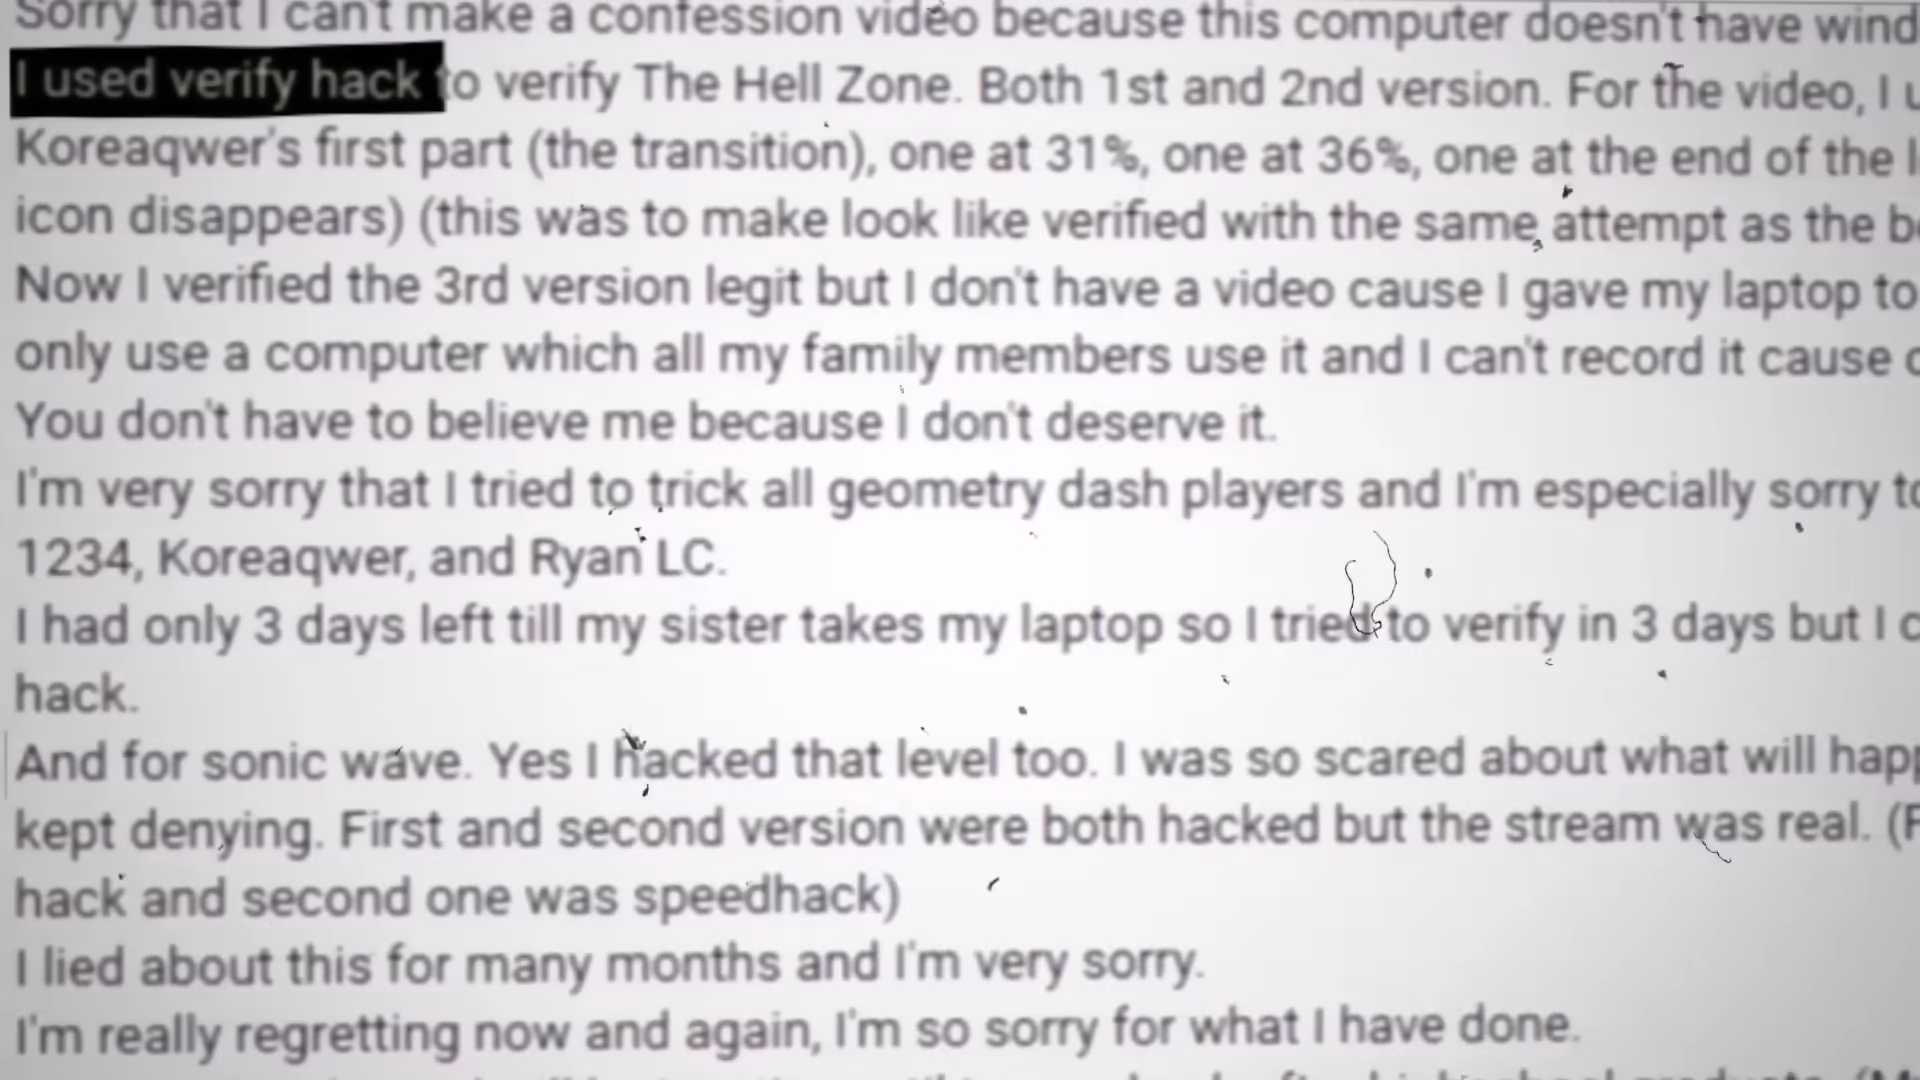 Sorry that I can't make a confession video because this computer doesn't have
I used verify hack to verify The Hell Zone. Both 1st and 2nd version. For the video, I
Koreaqwer's first part (the transition), one at 31%, one at 36%, one at the end of the
icon disappears) (this was to make look like verified with the same attempt as the
Now I verified the 3rd version legit but I don't have a video cause I gave my laptop to
only use a computer which all my family members use it and I can't record it cause
You don't have to believe me because I don't deserve it.
I'm very sorry that I tried to trick all geometry dash players and I'm especially sorry
1234, Koreaqwer, and Ryan LC.
I had only 3 days left till my sister takes my laptop so I tried to verify in 3 days but I
hack.
And for sonic wave. Yes I hacked that level too. I was so scared about what will
kept denying. First and second version were both hacked but the stream was real.
hack and second one was speedhack)
I lied about this for many months and I'm very sorry.
I'm really regretting now and again, I'm so sorry for what I have done.